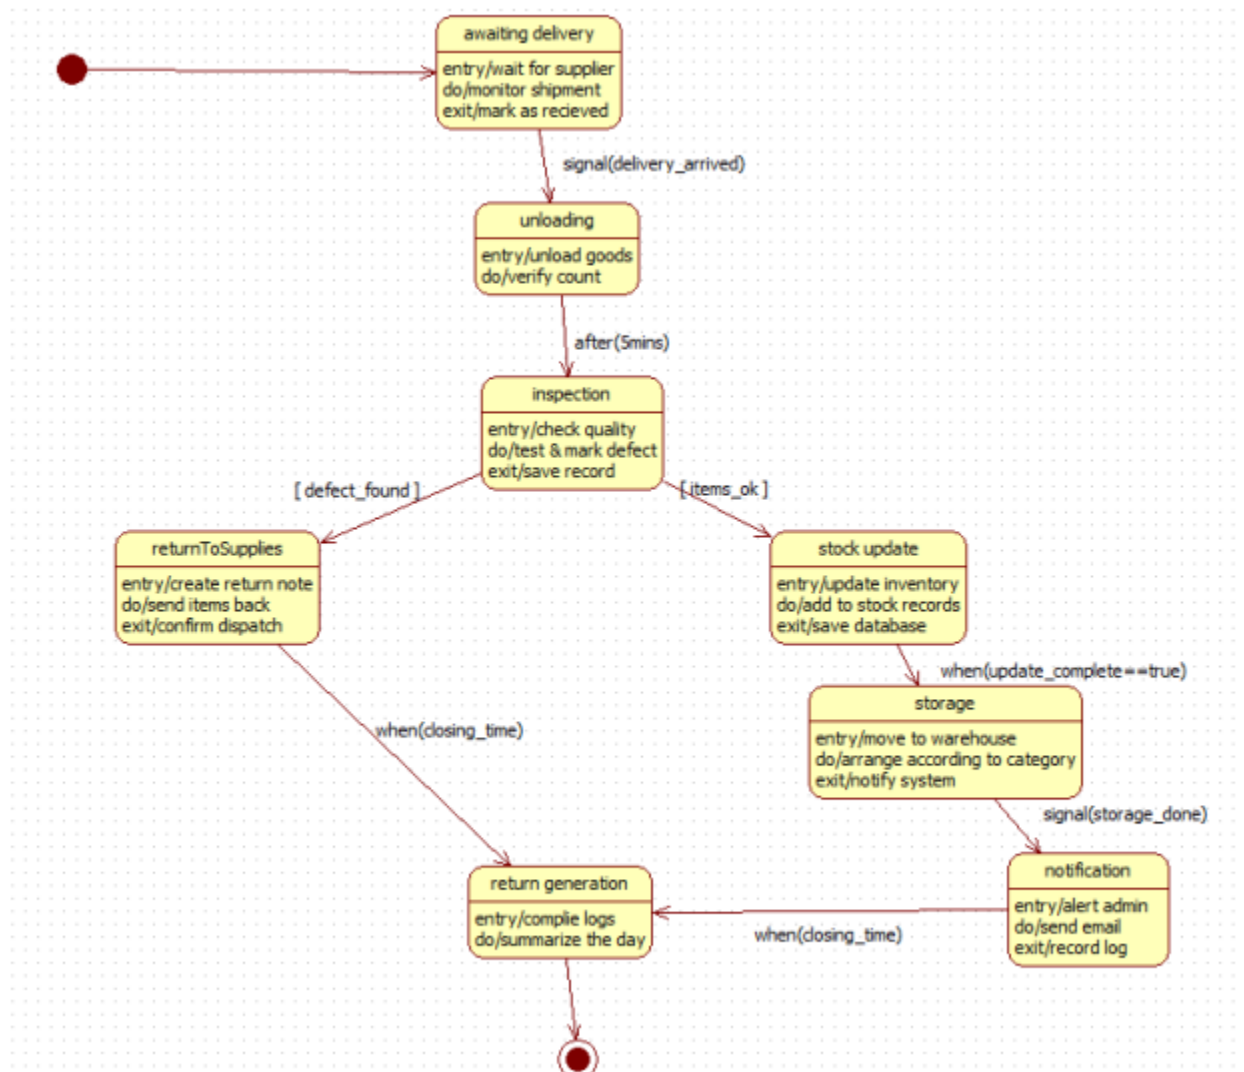 awaiting delivery
entry/wait for supplier
do/monitor shipment
exit/mark as recieved
signal(delivery_arrived)
unloading
entry/unload goods
do/verify count
after(5mins)
inspection
entry/check quality
do/test & mark defect
exit/save record
[ defect_found ]
[ items_ok ]
returnToSupplies
entry/create return note
do/send items back
exit/confirm dispatch
stock update
entry/update inventory
do/add to stock records
exit/save database
when(update_complete==true)
storage
entry/move to warehouse
do/arrange according to category
exit/notify system
when(closing_time)
signal(storage_done)
notification
entry/alert admin
do/send email
exit/record log
return generation
entry/complie logs
do/summarize the day
when(closing_time)